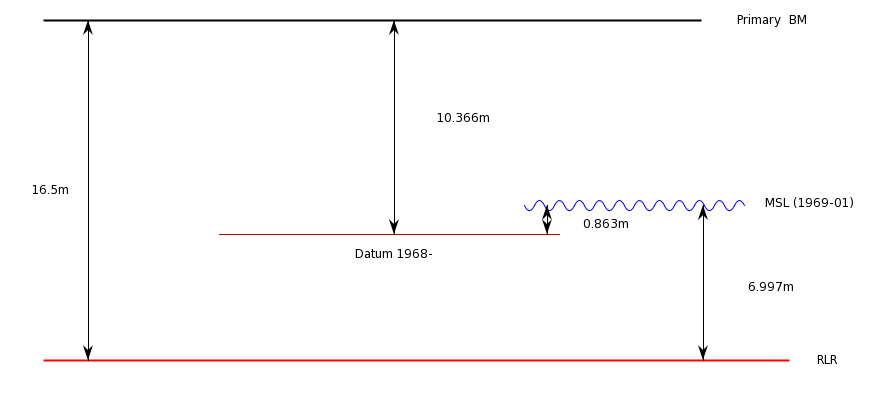 Primary BM
10.366m
16.5m
MSL (1969-01)
0.863m
Datum 1968-
6.997m
RLR